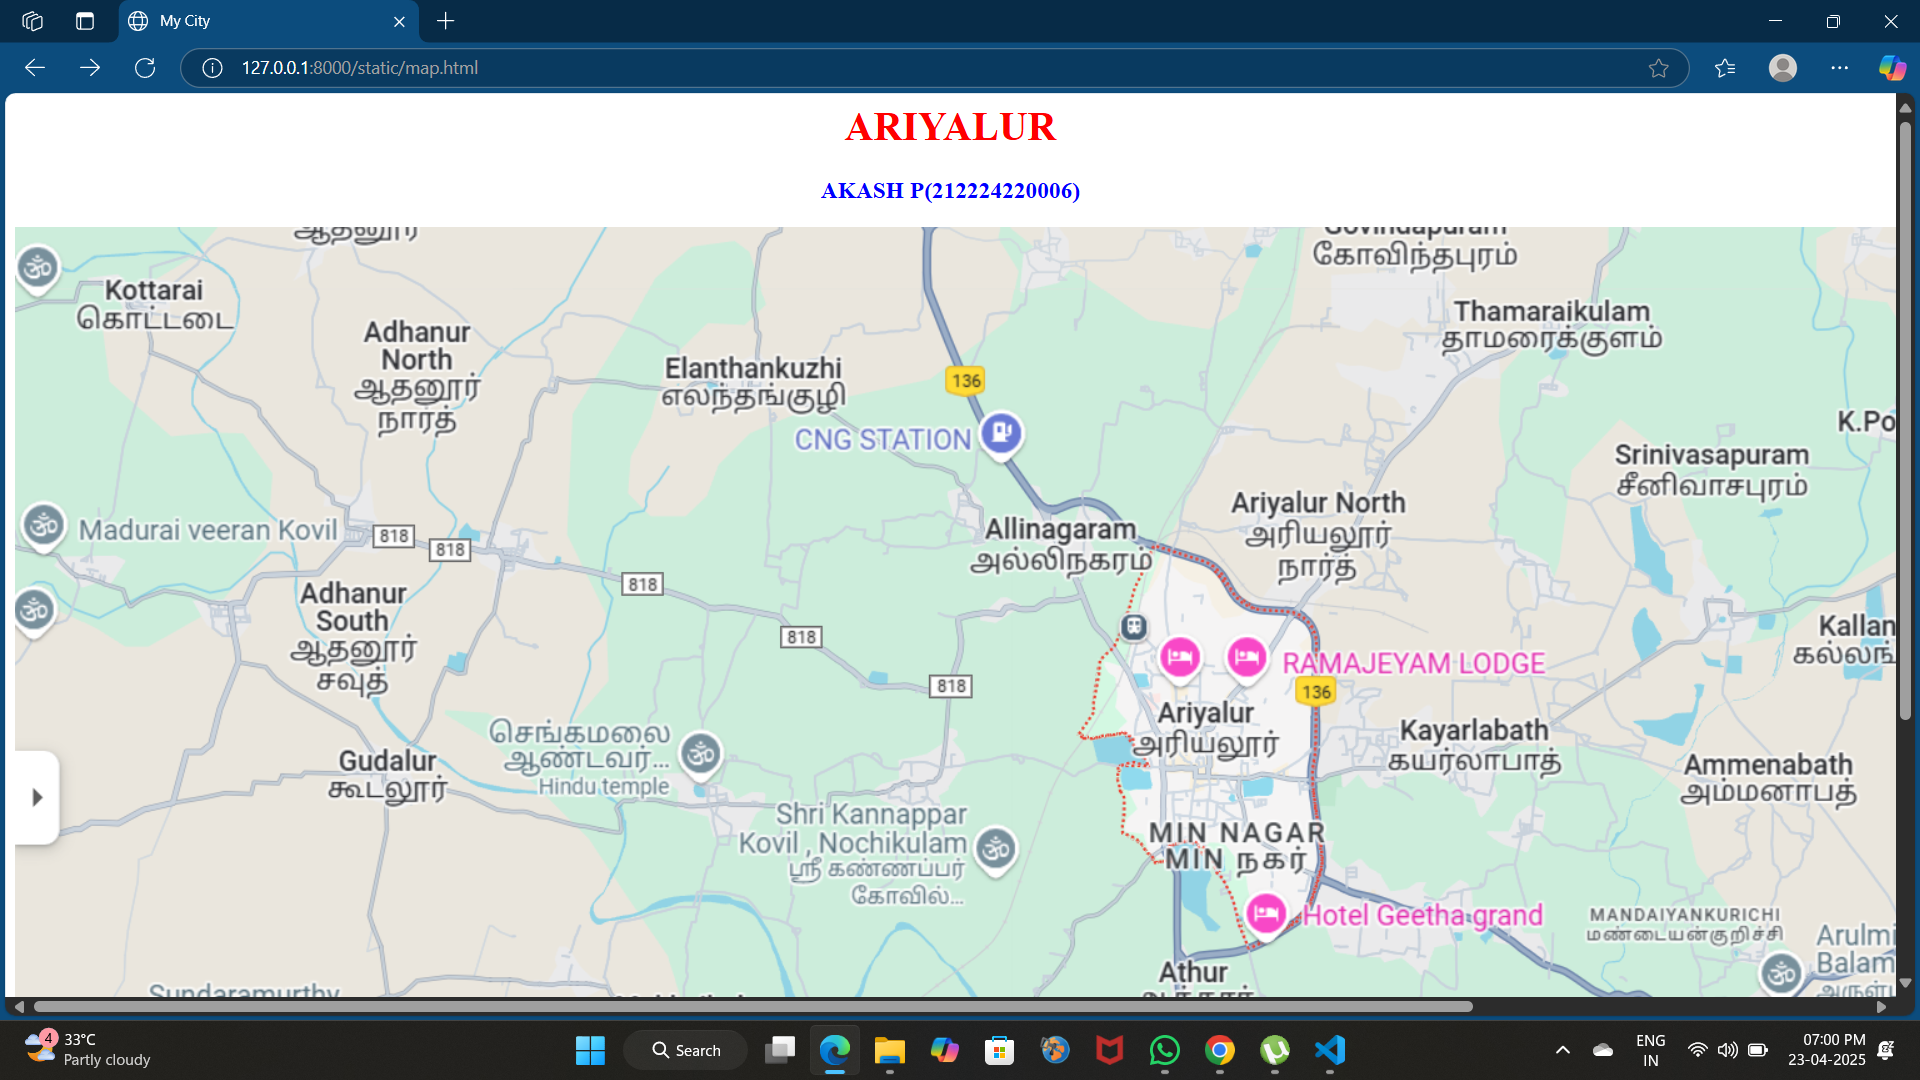 My City
127.0.0.1:8000/static/map.html
ARIYALUR
AKASH P(212224220006)
ஆதனூர்
Govindapuram
கோவிந்தபுரம்
Kottarai
கொட்டடை
Adhanur
North
ஆதனூர்
நார்த்
Thamaraikulam
தாமரைக்குளம்
Elanthankuzhi
எலந்தங்குழி
136
CNG STATION
K.Po
Srinivasapuram
சீனிவாசபுரம்
Ariyalur North
அரியலூர்
நார்த்
Madurai veeran Kovil
818
818
Allinagaram
அல்லிநகரம்
818
Adhanur
South
ஆதனூர்
சவுத்
818
Kallan
கல்லங்
RAMAJEYAM LODGE
818
136
Ariyalur
அரியலூர்
செங்கமலை
ஆண்டவர்...
Hindu temple
Kayarlabath
கயர்லாபாத்
Gudalur
கூடலூர்
Ammenabath
அம்மனாபத்
Shri Kannappar
Kovil , Nochikulam
ஸ்ரீ கண்ணப்பர்
கோவில்...
MIN NAGAR
MIN நகர்
Hotel Geetha grand
MANDAIYANKURICHI
மண்டையன்குறிச்சி
Arulmi
Balam
Athur
Sundaramurthy
4
33°C
Partly cloudy
Search
ENG
IN
07:00 PM
23-04-2025